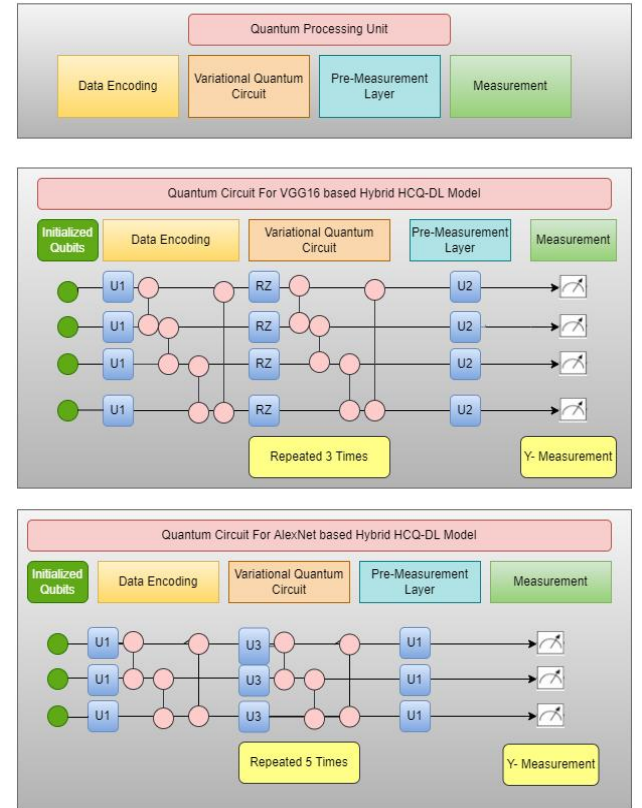 Quantum Processing Unit
Data Encoding
Variational Quantum
Circuit
Pre-Measurement
Layer
Measurement
Quantum Circuit For VGG16 based Hybrid HCQ-DL Model
Initialized
Qubits
Data Encoding
Variational Quantum
Circuit
Pre-Measurement
Layer
Measurement
U1 RZ U2
U1 RZ U2
U1 RZ U2
U1 RZ U2
Repeated 3 Times
Y- Measurement
Quantum Circuit For AlexNet based Hybrid HCQ-DL Model
Initialized
Qubits
Data Encoding
Variational Quantum
Circuit
Pre-Measurement
Layer
Measurement
U1 U3 U1
U1 U3 U1
U1 U3 U1
Repeated 5 Times
Y- Measurement